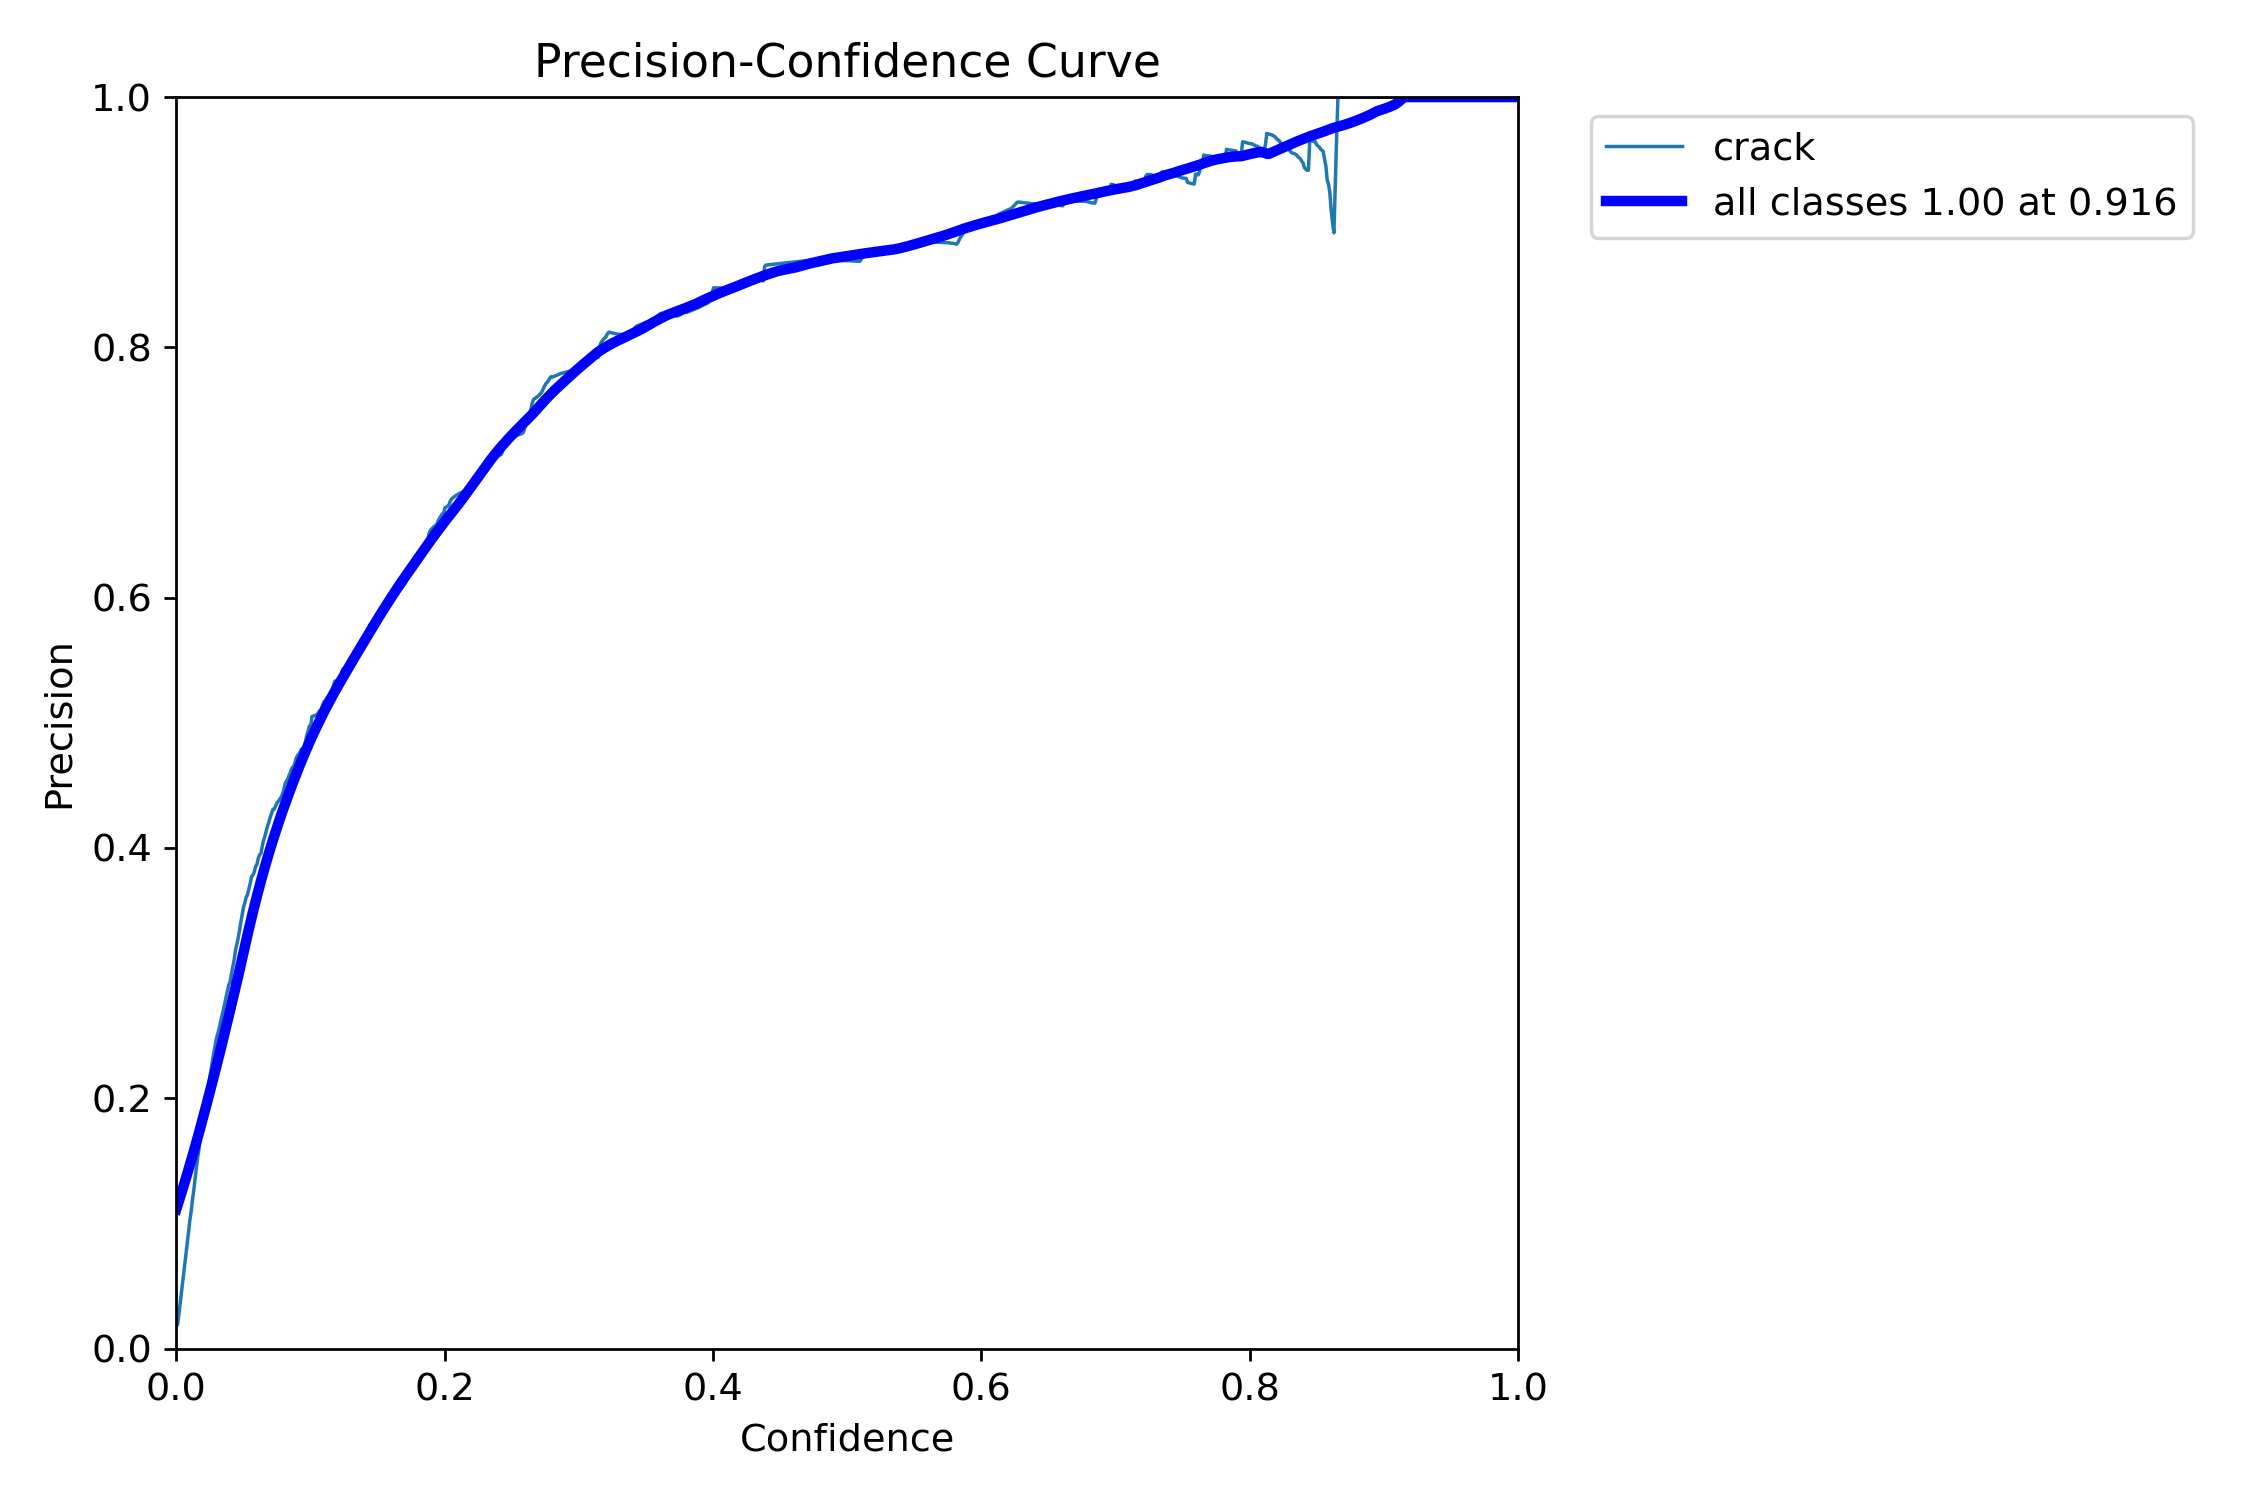 Precision-Confidence Curve
1.0
0.8
0.6
0.4
0.2
0.0
Precision
0.0 0.2 0.4 0.6 0.8 1.0
Confidence
crack
all classes 1.00 at 0.916